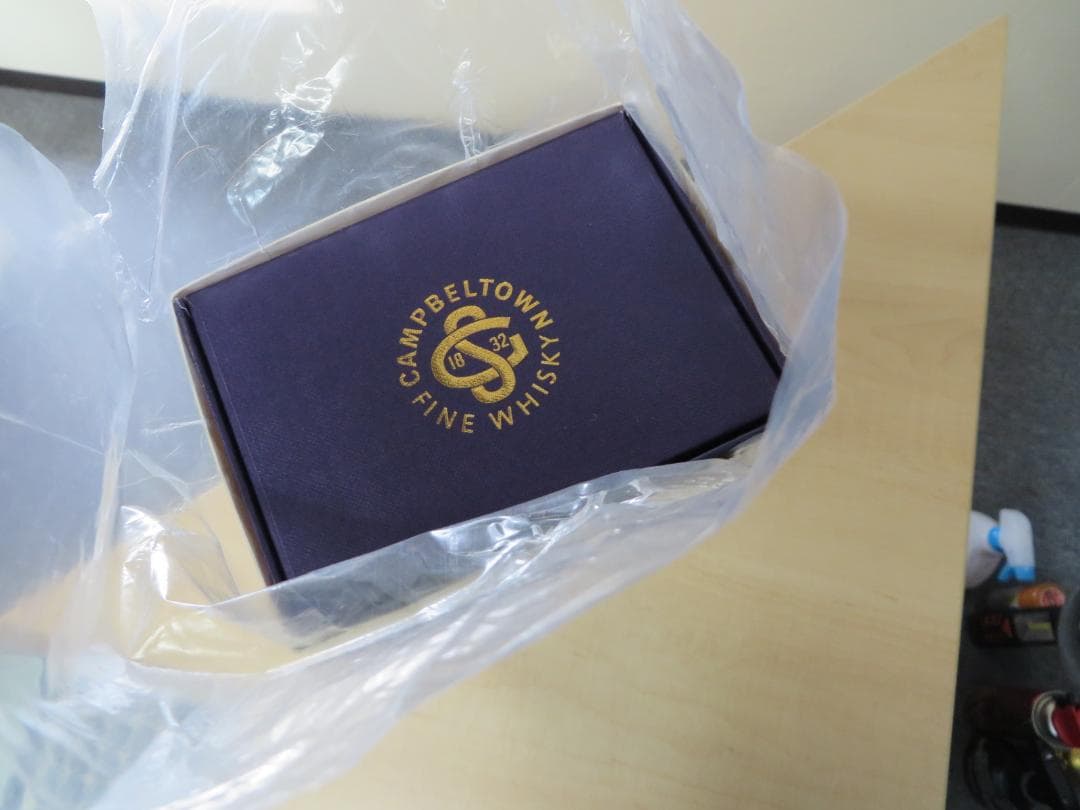 CAMPBELTOWN
18 32
FINE WHISKY